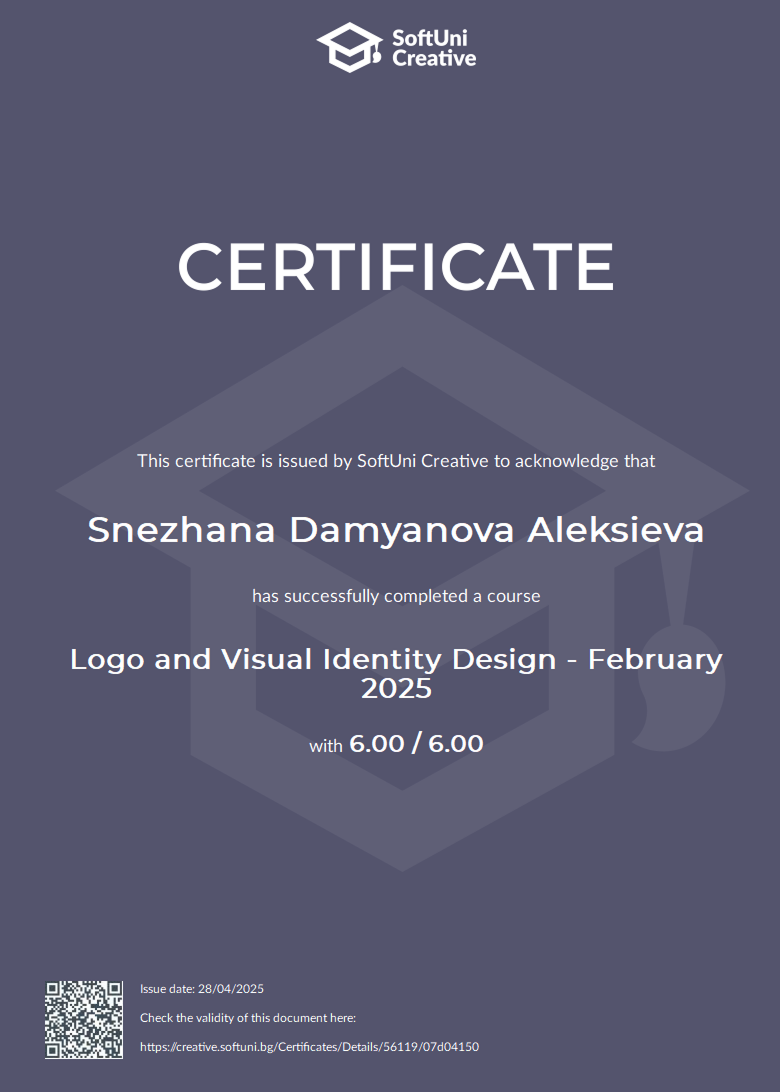 SoftUni
Creative
CERTIFICATE
This certificate is issued by SoftUni Creative to acknowledge that
Snezhana Damyanova Aleksieva
has successfully completed a course
Logo and Visual Identity Design - February
2025
with 6.00 / 6.00
Issue date: 28/04/2025
Check the validity of this document here:
https://creative.softuni.bg/Certificates/Details/56119/07d04150